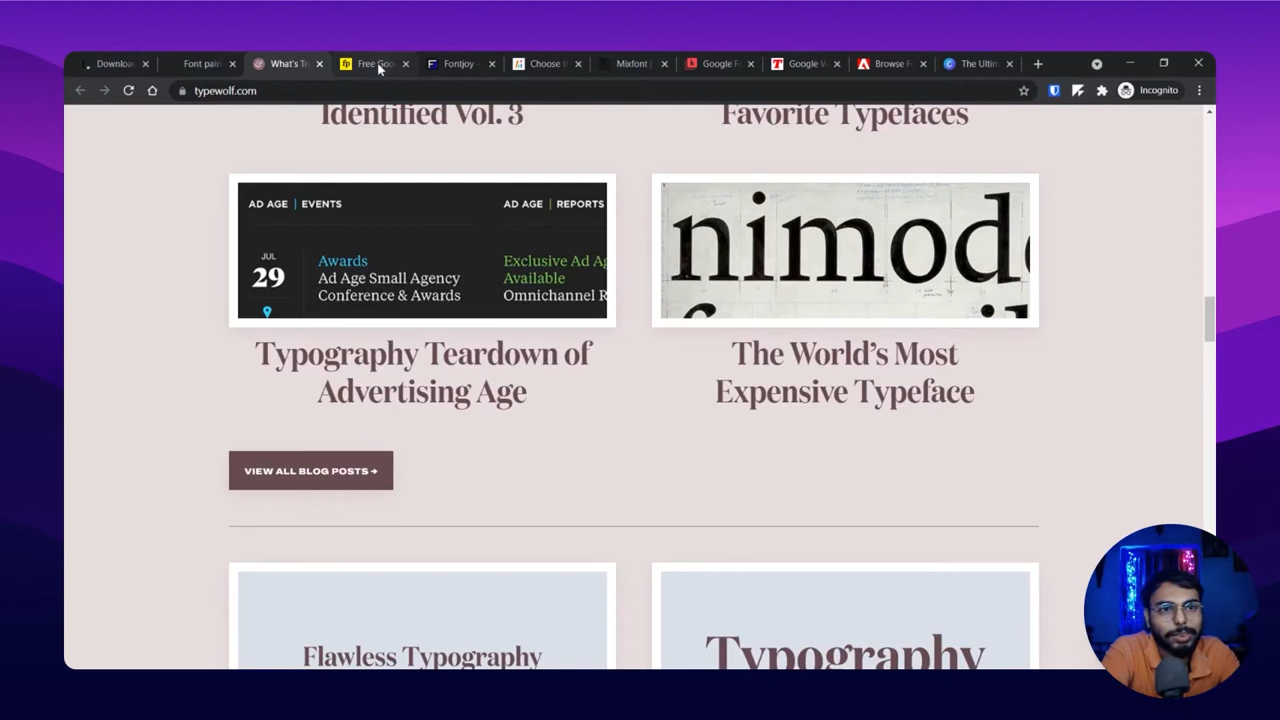 Downloa
Font pair
What's Tr
Free Goo
Fontjoy -
Choose t
Mixfont |
Google F
Google W
Browse F
The Ultim
typewolf.com
Incognito
Identified Vol. 3
Favorite Typefaces
AD AGE | EVENTS
AD AGE | REPORTS
JUL
29
Awards
Ad Age Small Agency
Conference & Awards
Exclusive Ad Ag
Available
Omnichannel R
nimode
Typography Teardown of
Advertising Age
The World's Most
Expensive Typeface
VIEW ALL BLOG POSTS →
Flawless Typography
Typography